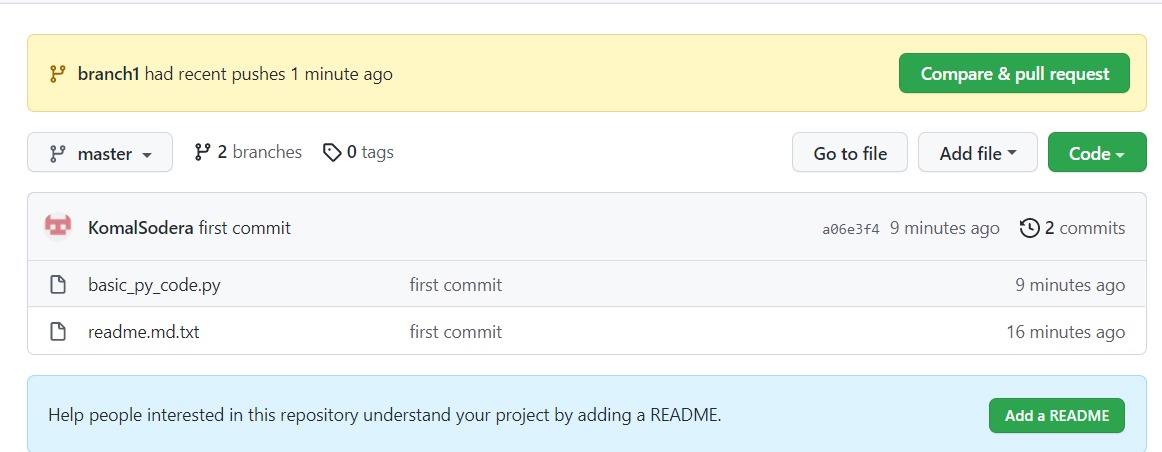 branch1 had recent pushes 1 minute ago Compare & pull request
master 2 branches 0 tags Go to file Add file Code
KomalSodera first commit a06e3f4 9 minutes ago 2 commits
basic_py_code.py first commit 9 minutes ago
readme.md.txt first commit 16 minutes ago
Help people interested in this repository understand your project by adding a README. Add a README